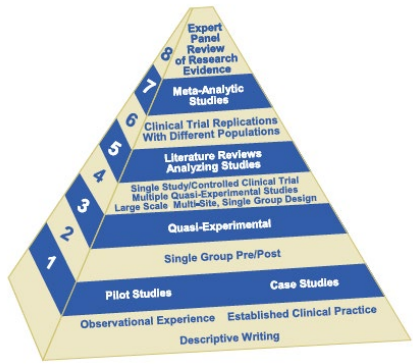 8
Expert
Panel
Review
of Research
Evidence
7
Meta-Analytic
Studies
6
Clinical Trial Replications
With Different Populations
5
Literature Reviews
Analyzing Studies
4
Single Study/Controlled Clinical Trial
Multiple Quasi-Experimental Studies
Large Scale Multi-Site, Single Group Design
3
Quasi-Experimental
2
Single Group Pre/Post
1
Pilot Studies Case Studies
Observational Experience Established Clinical Practice
Descriptive Writing